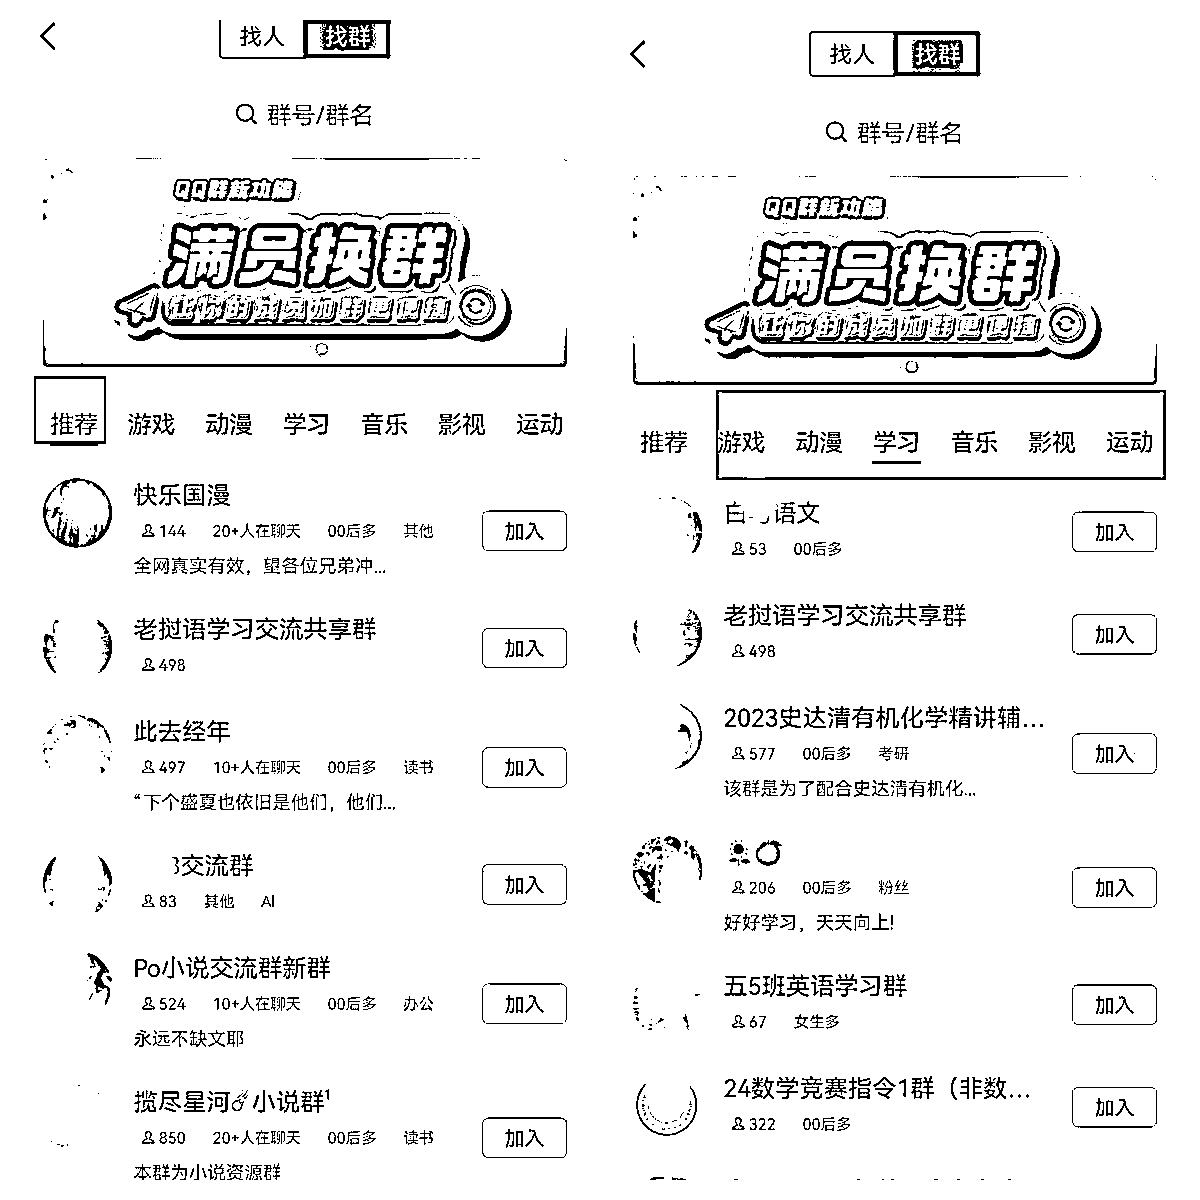 找人 找群
群号/群名
QQ群新功能
满员换群
让你的成员加群更便捷
推荐 游戏 动漫 学习 音乐 影视 运动
快乐国漫
144 20+人在聊天 00后多 其他
加入
全网真实有效，望各位兄弟冲...
老挝语学习交流共享群
498
加入
此去经年
497 10+人在聊天 00后多 读书
加入
“下个盛夏也依旧是他们，他们...
交流群
83 其他 AI
加入
Po小说交流群新群
524 10+人在聊天 00后多 办公
加入
永远不缺文耶
揽尽星河☄小说群¹
850 20+人在聊天 00后多 读书
加入
本群为小说资源群
找人 找群
群号/群名
QQ群新功能
满员换群
让你的成员加群更便捷
推荐 游戏 动漫 学习 音乐 影视 运动
语文
53 00后多
加入
老挝语学习交流共享群
498
加入
2023史达清有机化学精讲辅...
577 00后多 考研
加入
该群是为了配合史达清有机化...
206 00后多 粉丝
加入
好好学习，天天向上!
五5班英语学习群
67 女生多
加入
24数学竞赛指令1群（非数...
322 00后多
加入